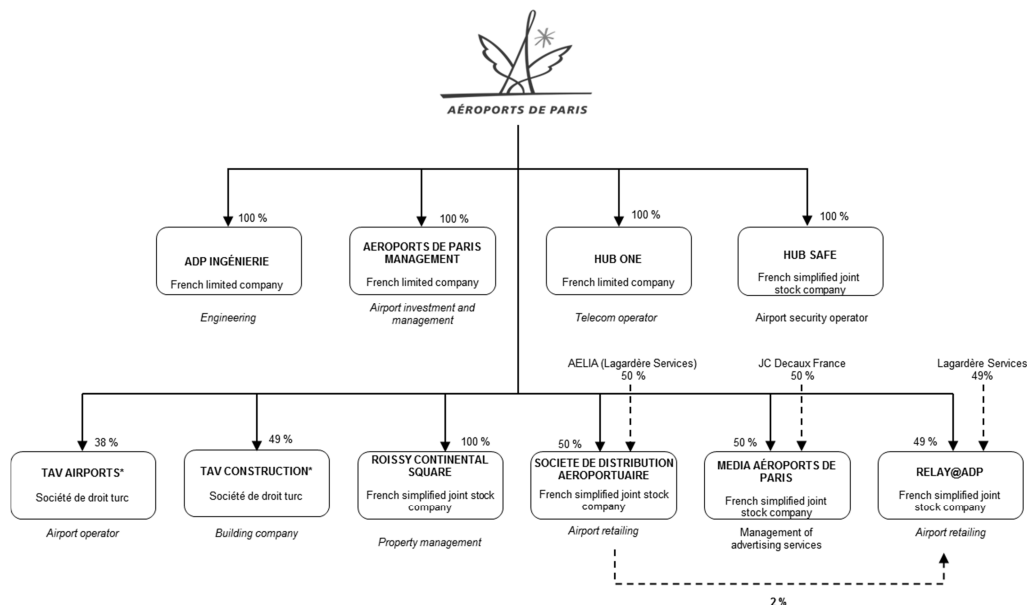 AÉROPORTS DE PARIS
100 %
100 %
100 %
100 %
ADP INGÉNIERIE
French limited company
Engineering
AEROPORTS DE PARIS
MANAGEMENT
French limited company
Airport investment and
management
HUB ONE
French limited company
Telecom operator
HUB SAFE
French simplified joint
stock company
Airport security operator
AELIA (Lagardère Services)
50 %
JC Decaux France
50 %
Lagardère Services
49%
38 %
49 %
100 %
50 %
50 %
49 %
TAV AIRPORTS*
Société de droit turc
Airport operator
TAV CONSTRUCTION*
Société de droit turc
Building company
ROISSY CONTINENTAL
SQUARE
French simplified joint stock
company
Property management
SOCIETE DE DISTRIBUTION
AEROPORTUAIRE
French simplified joint stock
company
Airport retailing
MEDIA AÉROPORTS DE
PARIS
French simplified joint
stock company
Management of
advertising services
RELAY@ADP
French simplified joint
stock company
Airport retailing
2 %